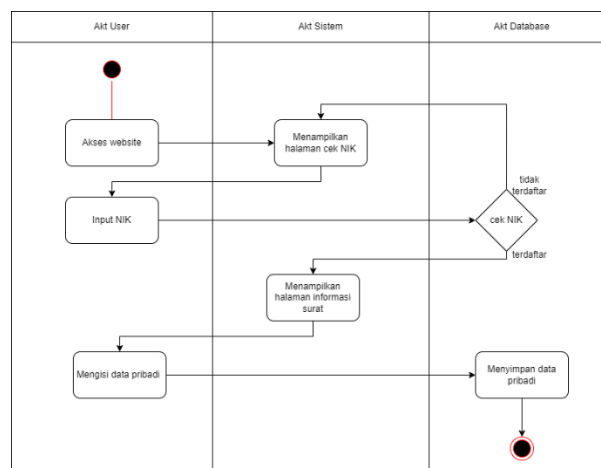 Akt User
Akt Sistem
Akt Database
Akses website
Menampilkan
halaman cek NIK
tidak
terdaftar
Input NIK
cek NIK
terdaftar
Menampilkan
halaman informasi
surat
Mengisi data pribadi
Menyimpan data
pribadi